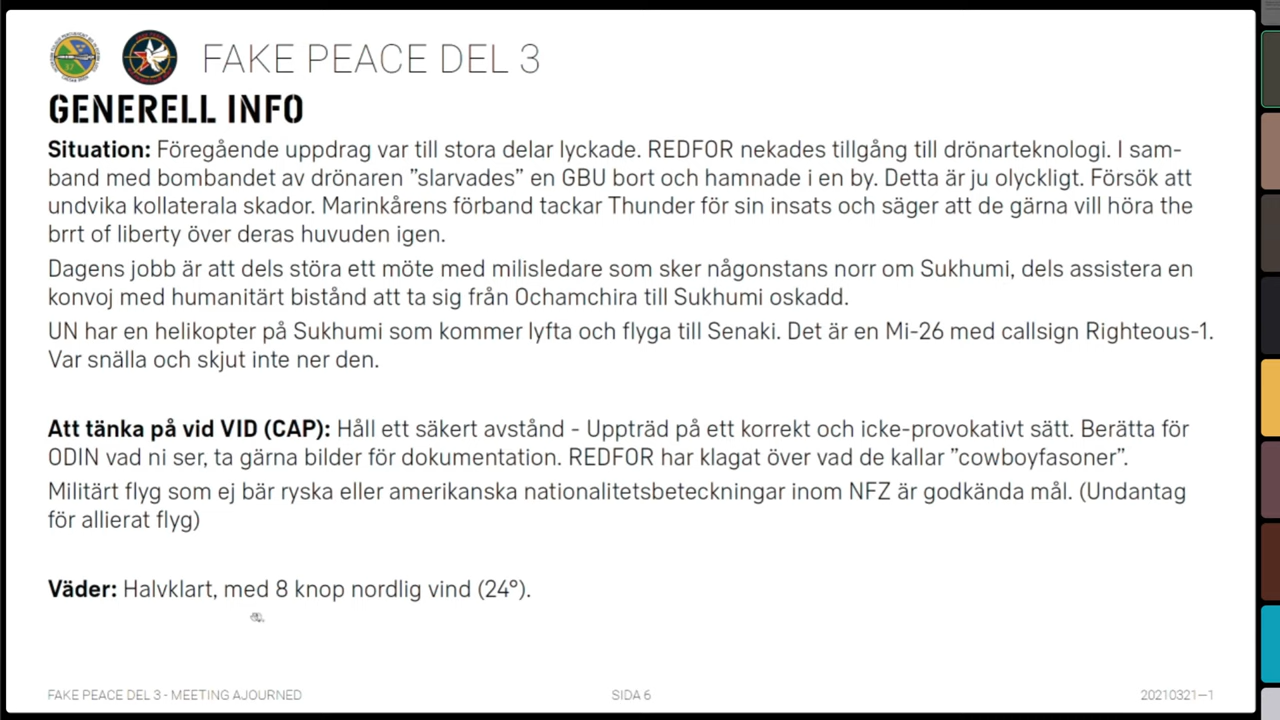 FAKE PEACE DEL 3
GENERELL INFO
Situation: Föregående uppdrag var till stora delar lyckade. REDFOR nekades tillgång till drönarteknologi. I sam-
band med bombandet av drönaren ”slarvades” en GBU bort och hamnade i en by. Detta är ju olyckligt. Försök att
undvika kollaterala skador. Marinkårens förband tackar Thunder för sin insats och säger att de gärna vill höra the
brrt of liberty över deras huvuden igen.
Dagens jobb är att dels störa ett möte med milisledare som sker någonstans norr om Sukhumi, dels assistera en
konvoj med humanitärt bistånd att ta sig från Ochamchira till Sukhumi oskadd.
UN har en helikopter på Sukhumi som kommer lyfta och flyga till Senaki. Det är en Mi-26 med callsign Righteous-1.
Var snälla och skjut inte ner den.
Att tänka på vid VID (CAP): Håll ett säkert avstånd - Uppträd på ett korrekt och icke-provokativt sätt. Berätta för
ODIN vad ni ser, ta gärna bilder för dokumentation. REDFOR har klagat över vad de kallar ”cowboyfasoner”.
Militärt flyg som ej bär ryska eller amerikanska nationalitetsbeteckningar inom NFZ är godkända mål. (Undantag
för allierat flyg)
Väder: Halvklart, med 8 knop nordlig vind (24°).
FAKE PEACE DEL 3 - MEETING AJOURNED
SIDA 6
20210321—1